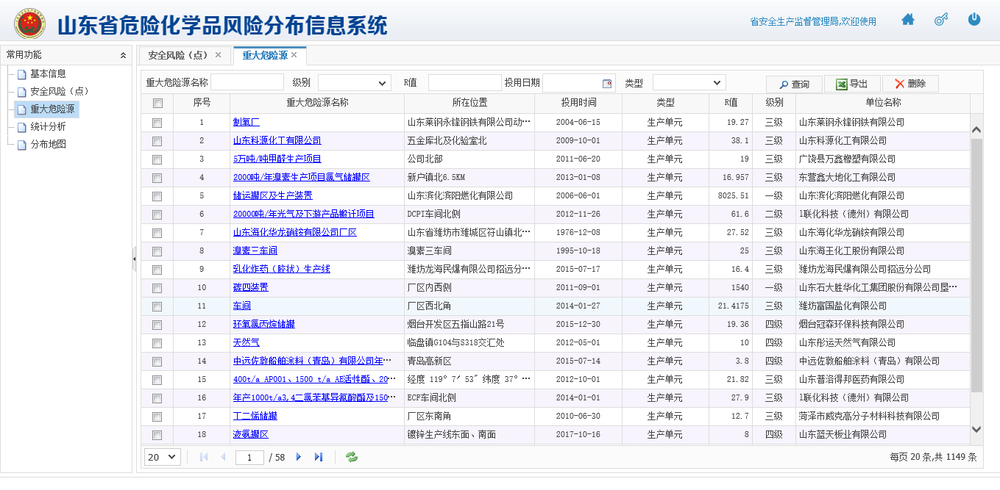 山东省危险化学品风险分布信息系统
省安全生产监督管理局,欢迎使用
常用功能
基本信息
安全风险（点）
重大危险源
统计分析
分布地图
安全风险（点） 重大危险源
重大危险源名称 级别 R值 投用日期 类型 查询 导出 删除
序号 重大危险源名称 所在位置 投用时间 类型 R值 级别 单位名称
1 制氧厂 山东莱钢永锋钢铁有限公司动… 2004-06-15 生产单元 19.27 三级 山东莱钢永锋钢铁有限公司
2 山东科源化工有限公司 五金库北及化验室北 2009-10-01 生产单元 38.1 三级 山东科源化工有限公司
3 5万吨/吨甲醛生产项目 公司北部 2011-06-20 生产单元 19 三级 广饶县万鑫橡塑有限公司
4 2000吨/年溴素生产项目氯气储罐区 新户镇北6.5KM 2013-01-08 生产单元 16.957 三级 东营鑫大地化工有限公司
5 储运罐区及生产装置 山东滨化滨阳燃化有限公司 2006-06-01 生产单元 8025.51 一级 山东滨化滨阳燃化有限公司
6 20000吨/年光气及下游产品搬迁项目 DCPI车间北侧 2012-11-26 生产单元 61.6 二级 1联化科技（德州）有限公司
7 山东海化华龙硝铵有限公司厂区 山东省潍坊市潍城区符山镇北… 1976-12-08 生产单元 27.52 三级 山东海化华龙硝铵有限公司
8 溴素三车间 溴素三车间 1995-10-18 生产单元 25 三级 山东海王化工股份有限公司
9 乳化炸药（胶状）生产线 潍坊龙海民爆有限公司招远分… 2015-07-17 生产单元 16.4 三级 潍坊龙海民爆有限公司招远分公司
10 碳四装置 厂区内西侧 2011-09-01 生产单元 1540 一级 山东石大胜华化工集团股份有限公司垦…
11 车间 厂区西北角 2014-01-27 生产单元 21.4175 三级 潍坊富国盐化有限公司
12 环氧氯丙烷储罐 烟台开发区五指山路21号 2015-12-30 生产单元 19.36 四级 烟台冠森环保科技有限公司
13 天然气 临盘镇G104与S318交汇处 2012-05-01 生产单元 10 四级 山东彤运天然气有限公司
14 中远佐敦船舶涂料（青岛）有限公司年… 青岛高新区 2015-07-14 生产单元 3.8 四级 中远佐敦船舶涂料（青岛）有限公司
15 400t/a AP001、1500 t/a AE活性酯、20… 经度 119° 7′ 53″ 纬度 37° … 2012-10-01 生产单元 21.82 三级 山东普洛得邦医药有限公司
16 年产1000t/a3,4二氯苯基异氰酸酯及150… ECF车间北侧 2014-01-01 生产单元 27.9 三级 1联化科技（德州）有限公司
17 丁二烯储罐 厂区东南角 2010-06-30 生产单元 12.7 三级 菏泽市威克高分子材料科技有限公司
18 液氨罐区 镀锌生产线东面、南面 2017-10-16 生产单元 8 四级 山东蓝天板业有限公司
20 1 / 58 每页 20 条,共 1149 条